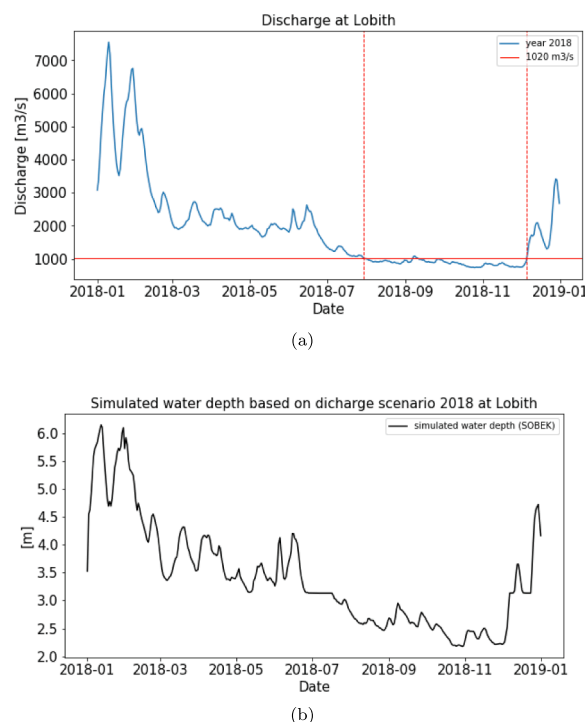 Discharge at Lobith
year 2018
1020 m3/s
Discharge [m3/s]
7000
6000
5000
4000
3000
2000
1000
2018-01 2018-03 2018-05 2018-07 2018-09 2018-11 2019-01
Date
(a)
Simulated water depth based on dicharge scenario 2018 at Lobith
simulated water depth (SOBEK)
[m]
6.0
5.5
5.0
4.5
4.0
3.5
3.0
2.5
2.0
2018-01 2018-03 2018-05 2018-07 2018-09 2018-11 2019-01
Date
(b)